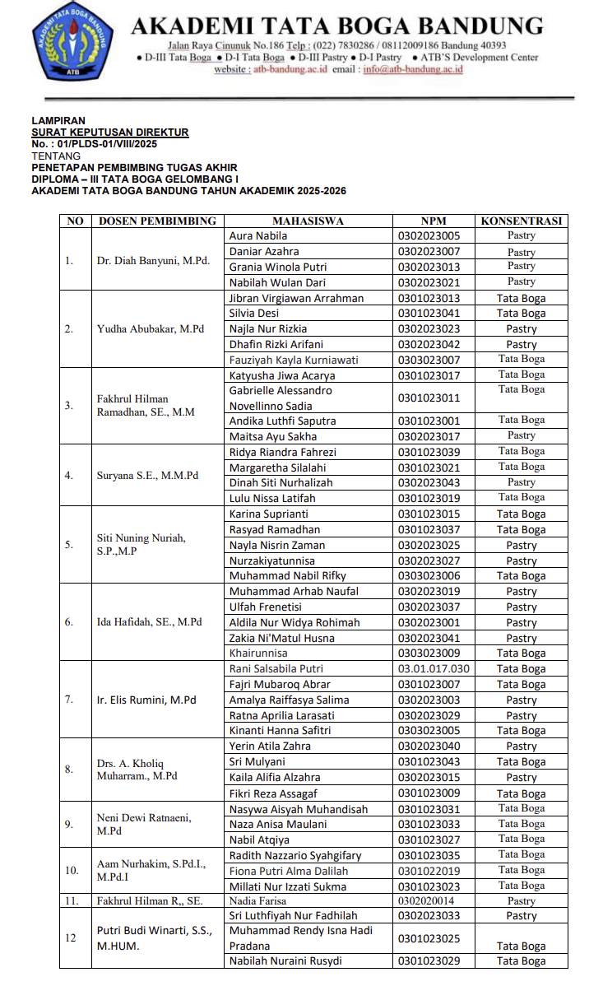 AKADEMI TATA BOGA BANDUNG
ATB
AKADEMI TATA BOGA BANDUNG
Jalan Raya Cinunuk No.186 Telp : (022) 7830286 / 08112009186 Bandung 40393
● D-III Tata Boga ● D-I Tata Boga ● D-III Pastry ● D-I Pastry ● ATB'S Development Center
website : atb-bandung.ac.id email : info@atb-bandung.ac.id
LAMPIRAN
SURAT KEPUTUSAN DIREKTUR
No. : 01/PLDS-01/VIII/2025
TENTANG
PENETAPAN PEMBIMBING TUGAS AKHIR
DIPLOMA – III TATA BOGA GELOMBANG I
AKADEMI TATA BOGA BANDUNG TAHUN AKADEMIK 2025-2026
NO DOSEN PEMBIMBING MAHASISWA NPM KONSENTRASI
1. Dr. Diah Banyuni, M.Pd.
Aura Nabila 0302023005 Pastry
Daniar Azahra 0302023007 Pastry
Grania Winola Putri 0302023013 Pastry
Nabilah Wulan Dari 0302023021 Pastry
2. Yudha Abubakar, M.Pd
Jibran Virgiawan Arrahman 0301023013 Tata Boga
Silvia Desi 0301023041 Tata Boga
Najla Nur Rizkia 0302023023 Pastry
Dhafin Rizki Arifani 0302023042 Pastry
Fauziyah Kayla Kurniawati 0303023007 Tata Boga
3. Fakhrul Hilman
Ramadhan, SE., M.M
Katyusha Jiwa Acarya 0301023017 Tata Boga
Gabrielle Alessandro
Novellinno Sadia 0301023011 Tata Boga
Andika Luthfi Saputra 0301023001 Tata Boga
Maitsa Ayu Sakha 0302023017 Pastry
4. Suryana S.E., M.M.Pd
Ridya Riandra Fahrezi 0301023039 Tata Boga
Margaretha Silalahi 0301023021 Tata Boga
Dinah Siti Nurhalizah 0302023043 Pastry
Lulu Nissa Latifah 0301023019 Tata Boga
5. Siti Nuning Nuriah,
S.P.,M.P
Karina Suprianti 0301023015 Tata Boga
Rasyad Ramadhan 0301023037 Tata Boga
Nayla Nisrin Zaman 0302023025 Pastry
Nurzakiyatunnisa 0302023027 Pastry
Muhammad Nabil Rifky 0303023006 Tata Boga
6. Ida Hafidah, SE., M.Pd
Muhammad Arhab Naufal 0302023019 Pastry
Ulfah Frenetisi 0302023037 Pastry
Aldila Nur Widya Rohimah 0302023001 Pastry
Zakia Ni'Matul Husna 0302023041 Pastry
Khairunnisa 0303023009 Tata Boga
7. Ir. Elis Rumini, M.Pd
Rani Salsabila Putri 03.01.017.030 Tata Boga
Fajri Mubaroq Abrar 0301023007 Tata Boga
Amalya Raiffasya Salima 0302023003 Pastry
Ratna Aprilia Larasati 0302023029 Pastry
Kinanti Hanna Safitri 0303023005 Tata Boga
8. Drs. A. Kholiq
Muharram., M.Pd
Yerin Atila Zahra 0302023040 Pastry
Sri Mulyani 0301023043 Tata Boga
Kaila Alifia Alzahra 0302023015 Pastry
Fikri Reza Assagaf 0301023009 Tata Boga
9. Neni Dewi Ratnaeni,
M.Pd
Nasywa Aisyah Muhandisah 0301023031 Tata Boga
Naza Anisa Maulani 0301023033 Tata Boga
Nabil Atqiya 0301023027 Tata Boga
10. Aam Nurhakim, S.Pd.I.,
M.Pd.I
Radith Nazzario Syahgifary 0301023035 Tata Boga
Fiona Putri Alma Dalilah 0301022019 Tata Boga
Millati Nur Izzati Sukma 0301023023 Tata Boga
11. Fakhrul Hilman R,, SE. Nadia Farisa 0302020014 Pastry
12 Putri Budi Winarti, S.S.,
M.HUM.
Sri Luthfiyah Nur Fadhilah 0302023033 Pastry
Muhammad Rendy Isna Hadi
Pradana 0301023025 Tata Boga
Nabilah Nuraini Rusydi 0301023029 Tata Boga